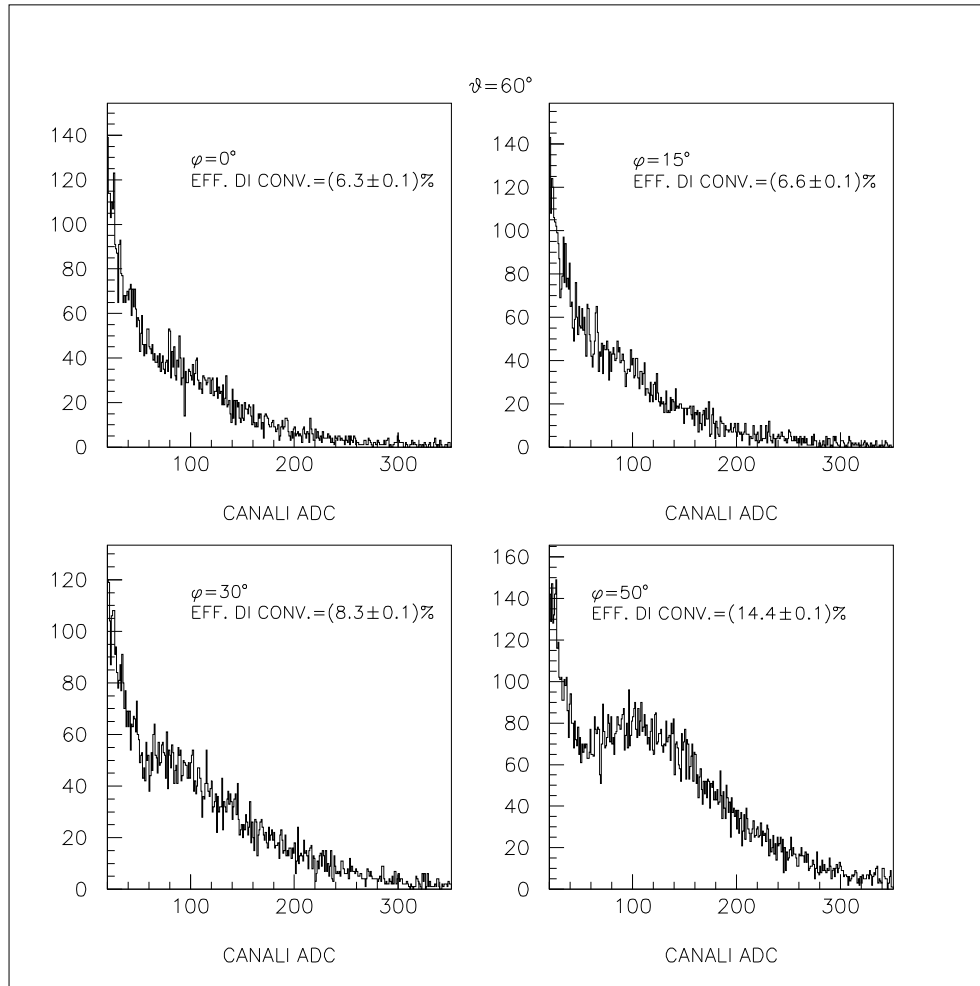 ϑ=60°
φ=0°
EFF. DI CONV.=(6.3±0.1)%
140
120
100
80
60
40
20
0
100 200 300
CANALI ADC
φ=15°
EFF. DI CONV.=(6.6±0.1)%
140
120
100
80
60
40
20
0
100 200 300
CANALI ADC
φ=30°
EFF. DI CONV.=(8.3±0.1)%
120
100
80
60
40
20
0
100 200 300
CANALI ADC
φ=50°
EFF. DI CONV.=(14.4±0.1)%
160
140
120
100
80
60
40
20
0
100 200 300
CANALI ADC